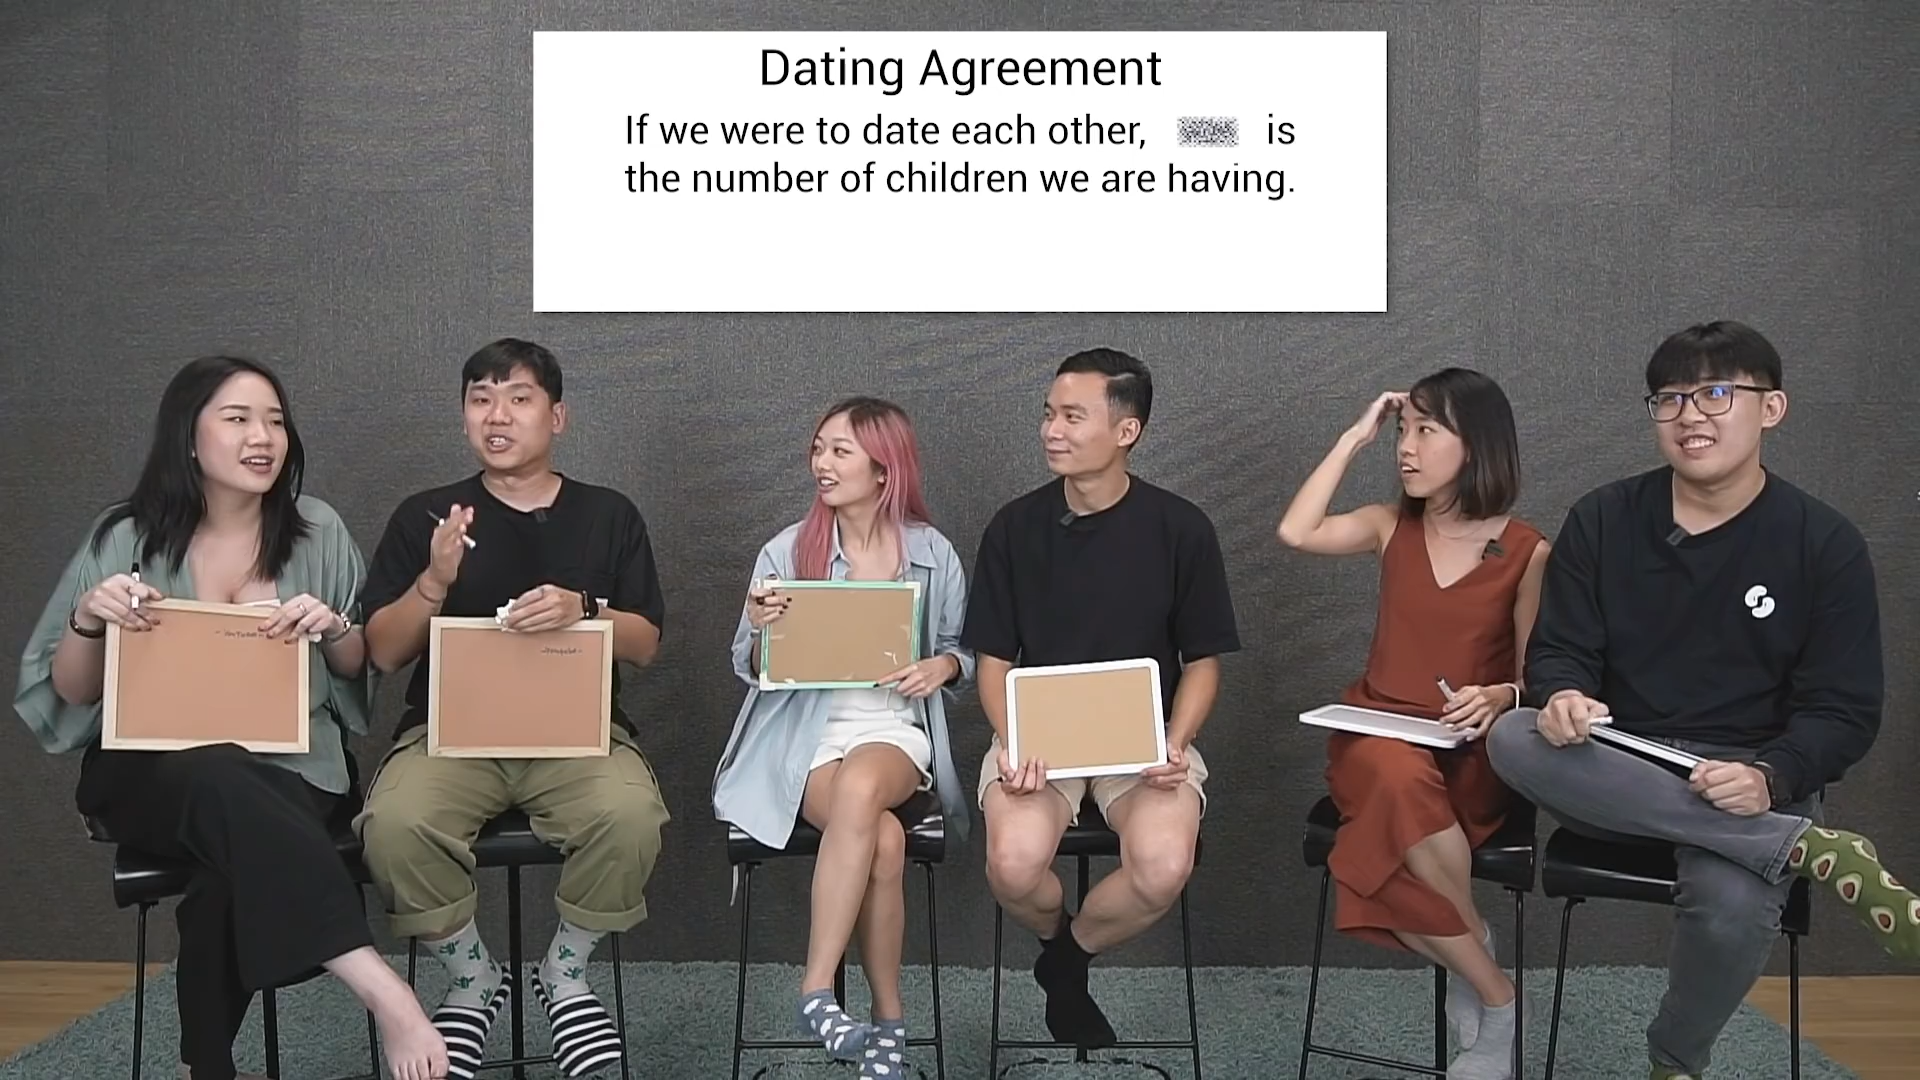 Dating Agreement
If we were to date each other, is
the number of children we are having.